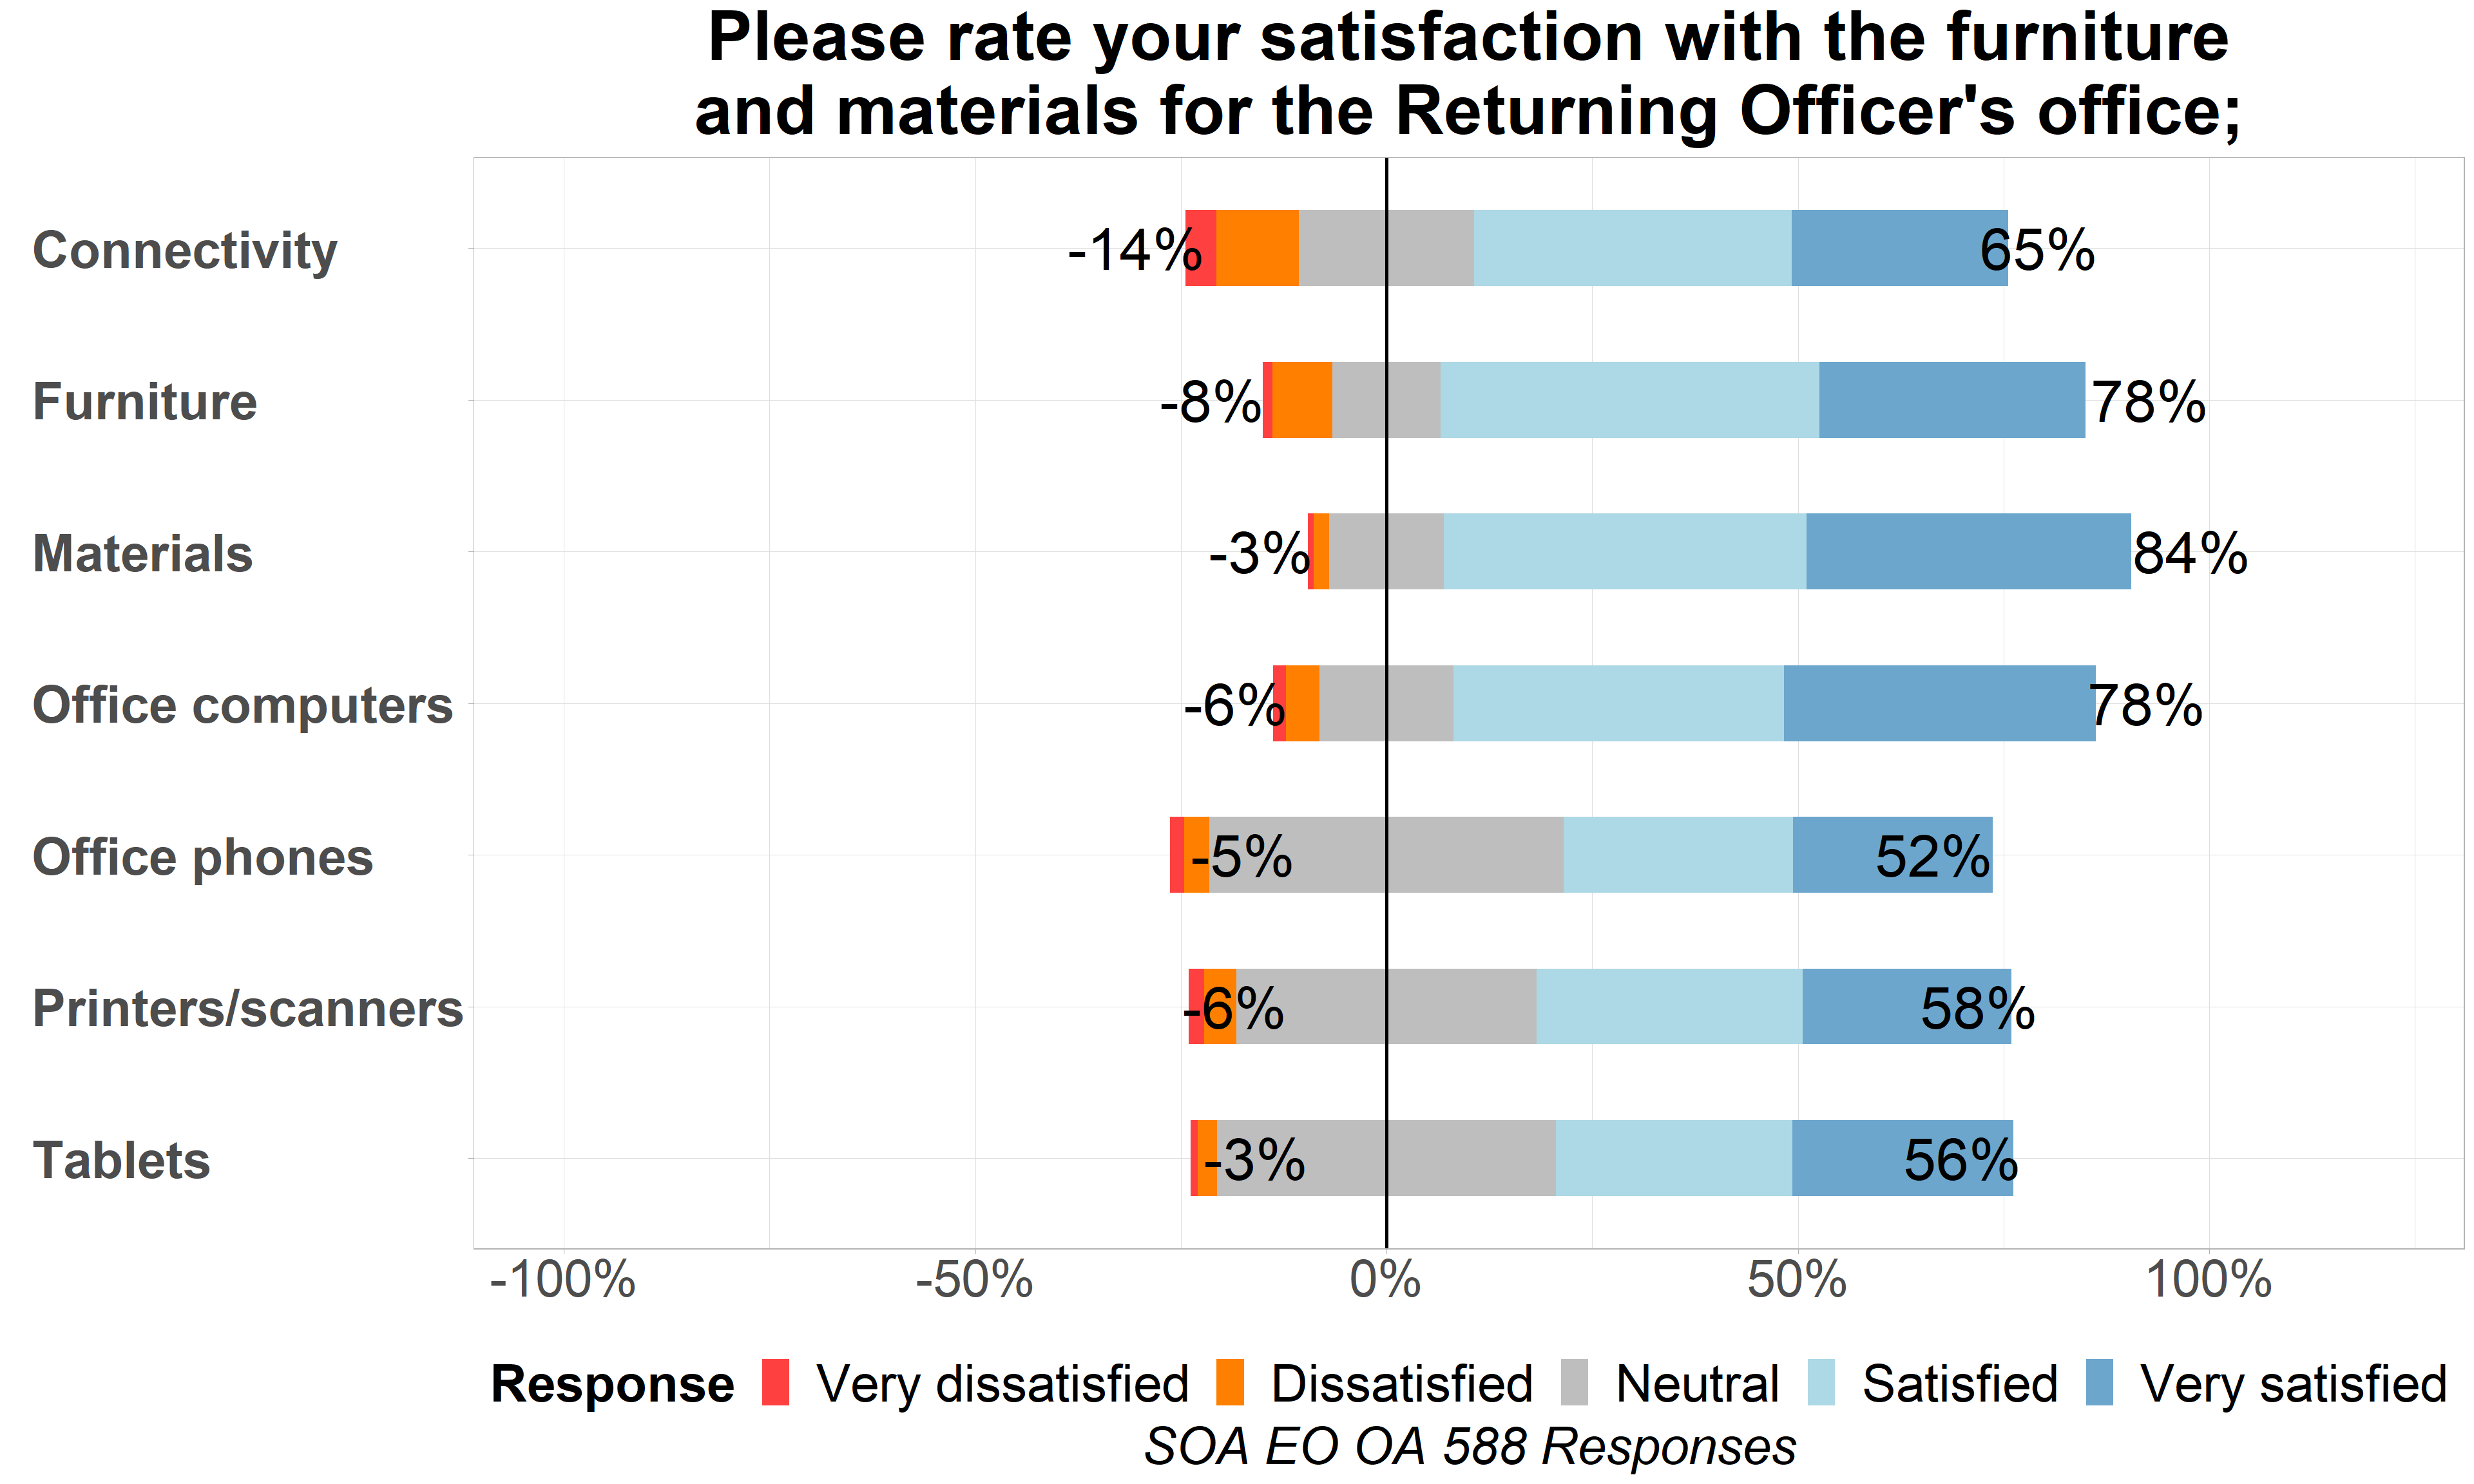 Please rate your satisfaction with the furniture
and materials for the Returning Officer's office;
Connectivity -14% 65%
Furniture -8% 78%
Materials -3% 84%
Office computers -6% 78%
Office phones -5% 52%
Printers/scanners -6% 58%
Tablets -3% 56%
-100% -50% 0% 50% 100%
Response Very dissatisfied Dissatisfied Neutral Satisfied Very satisfied
SOA EO OA 588 Responses